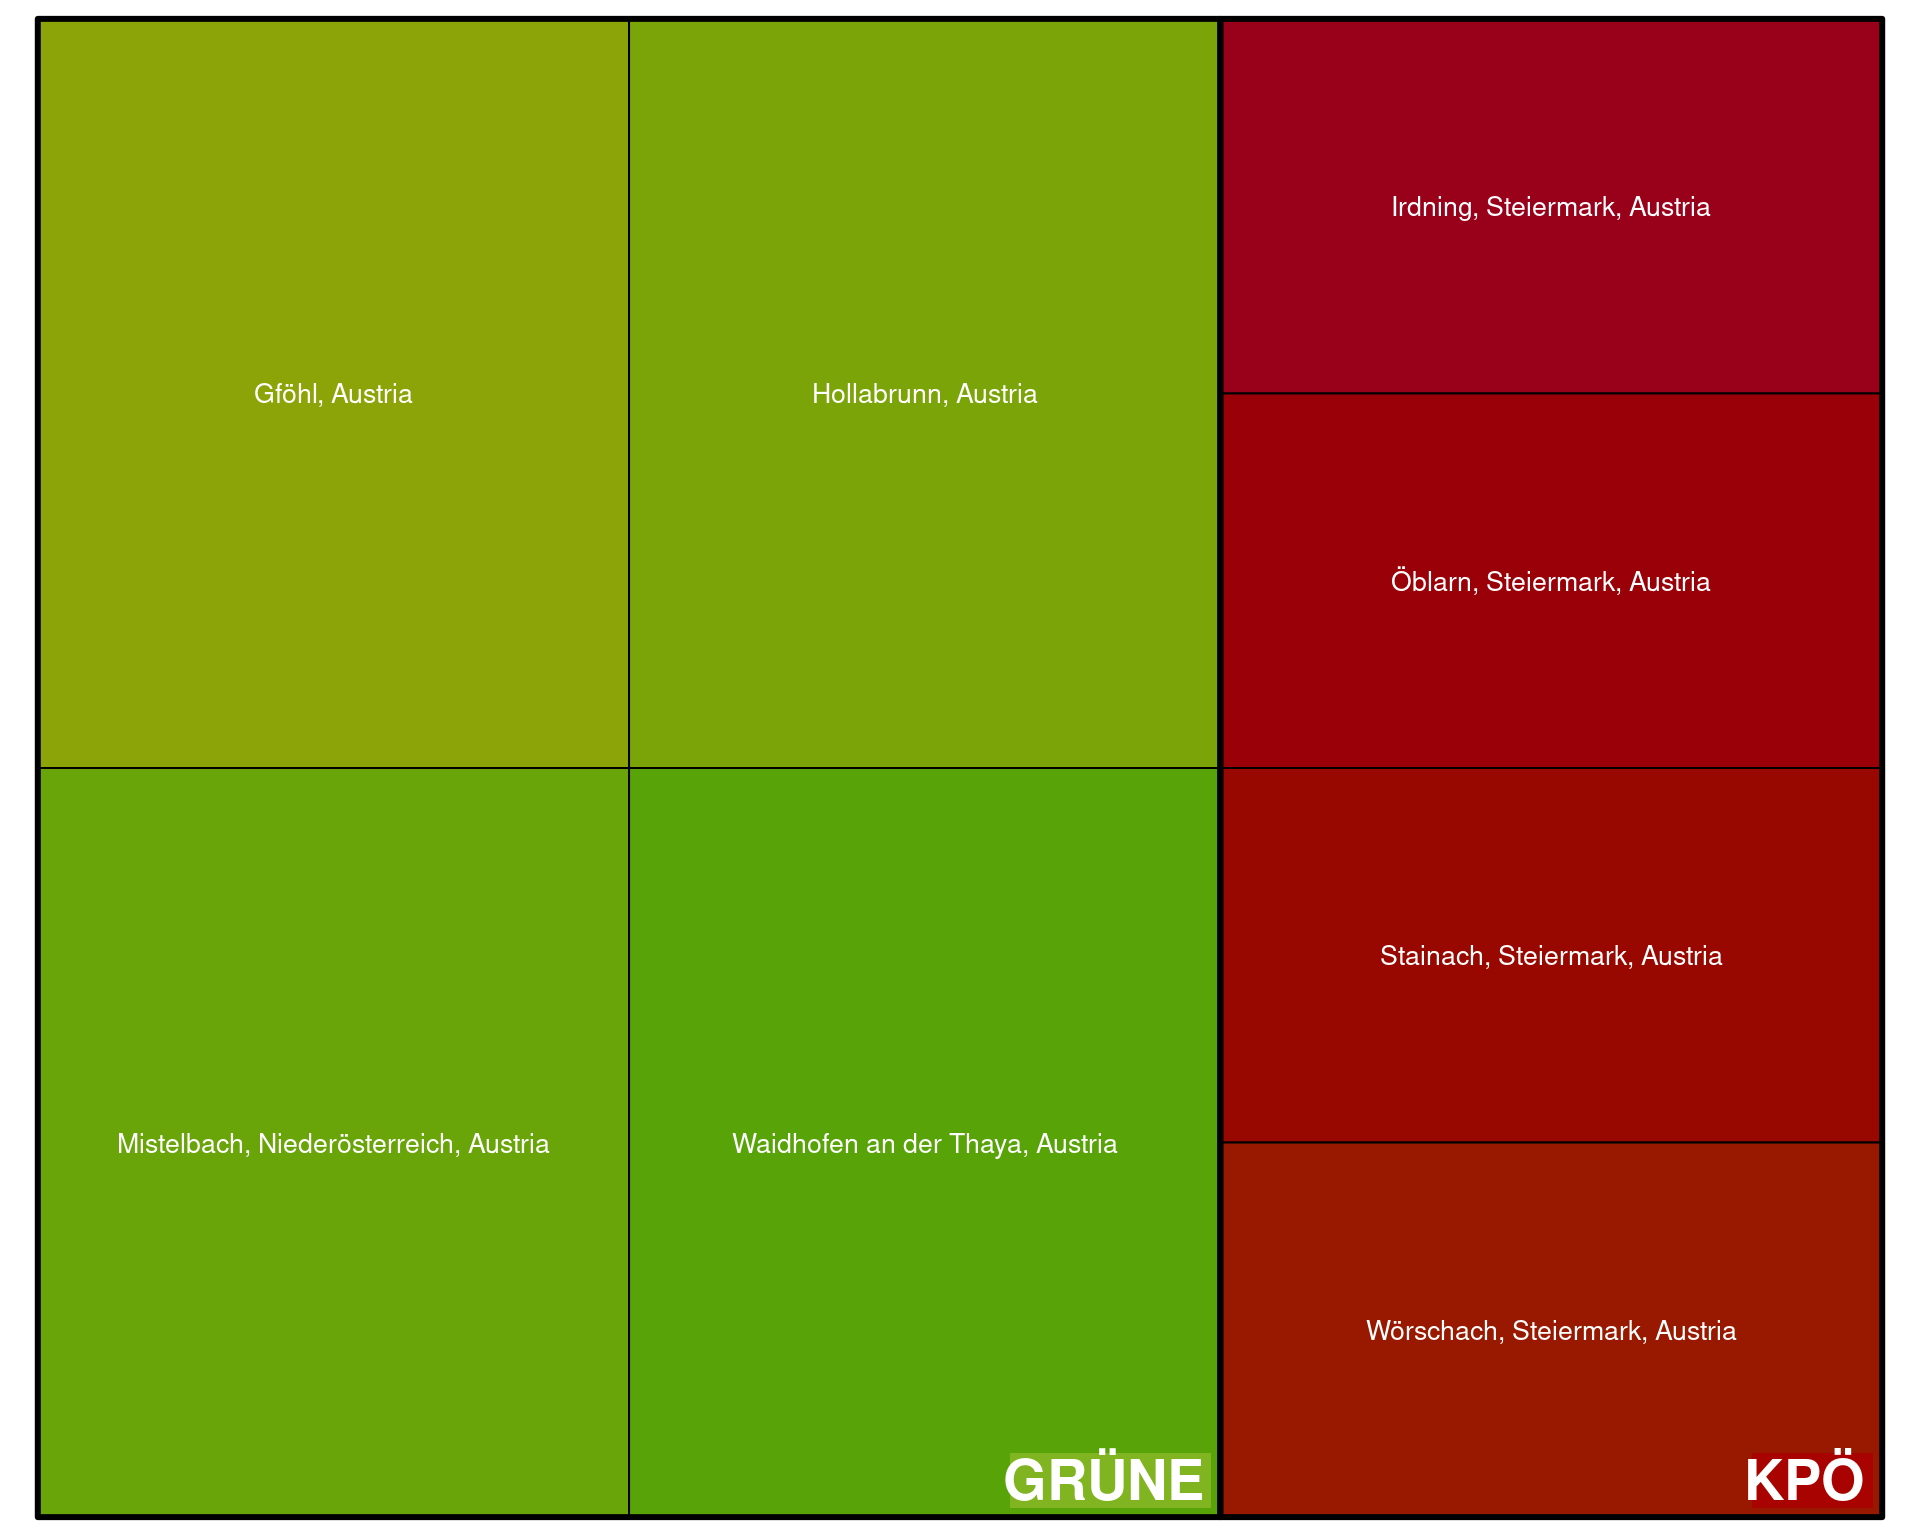 Gföhl, Austria
Hollabrunn, Austria
Mistelbach, Niederösterreich, Austria
Waidhofen an der Thaya, Austria
GRÜNE
Irdning, Steiermark, Austria
Öblarn, Steiermark, Austria
Stainach, Steiermark, Austria
Wörschach, Steiermark, Austria
KPÖ